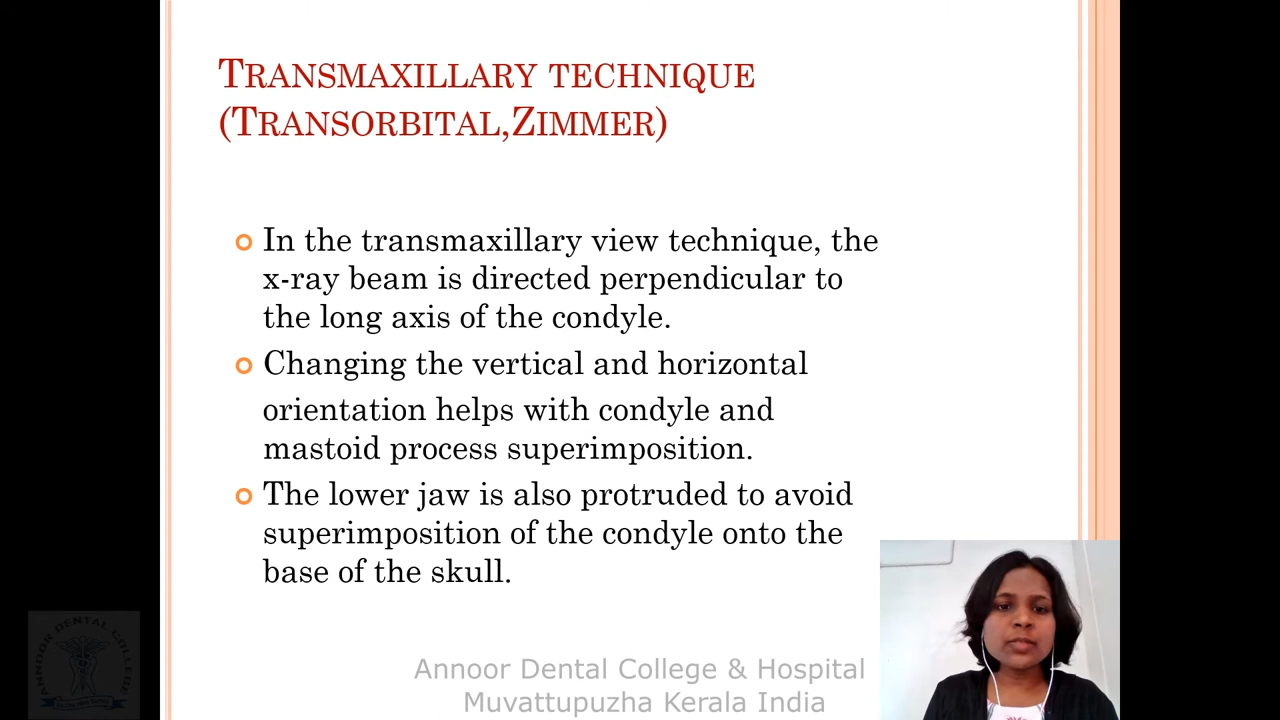 TRANSMAXILLARY TECHNIQUE
(TRANSORBITAL,ZIMMER)
In the transmaxillary view technique, the
x-ray beam is directed perpendicular to
the long axis of the condyle.
Changing the vertical and horizontal
orientation helps with condyle and
mastoid process superimposition.
The lower jaw is also protruded to avoid
superimposition of the condyle onto the
base of the skull.
ANNOOR DENTAL COLLEGE
Annoor Dental College & Hospital
Muvattupuzha Kerala India